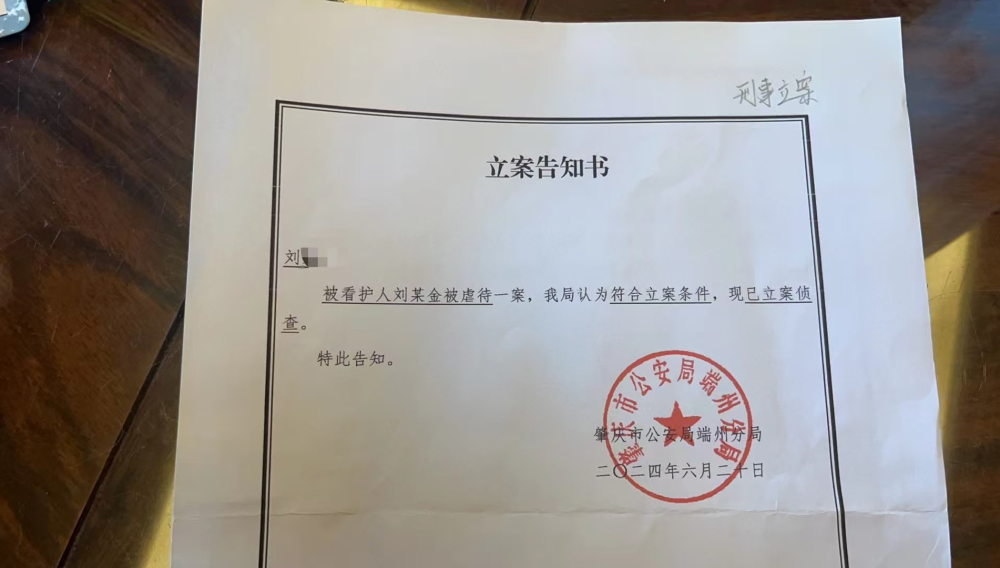 刑事立案
立案告知书
刘
被看护人刘某金被虐待一案，我局认为符合立案条件，现已立案侦
查。
特此告知。
肇庆市公安局端州分局
肇庆市公安局端州分局
二〇二四年六月二十日